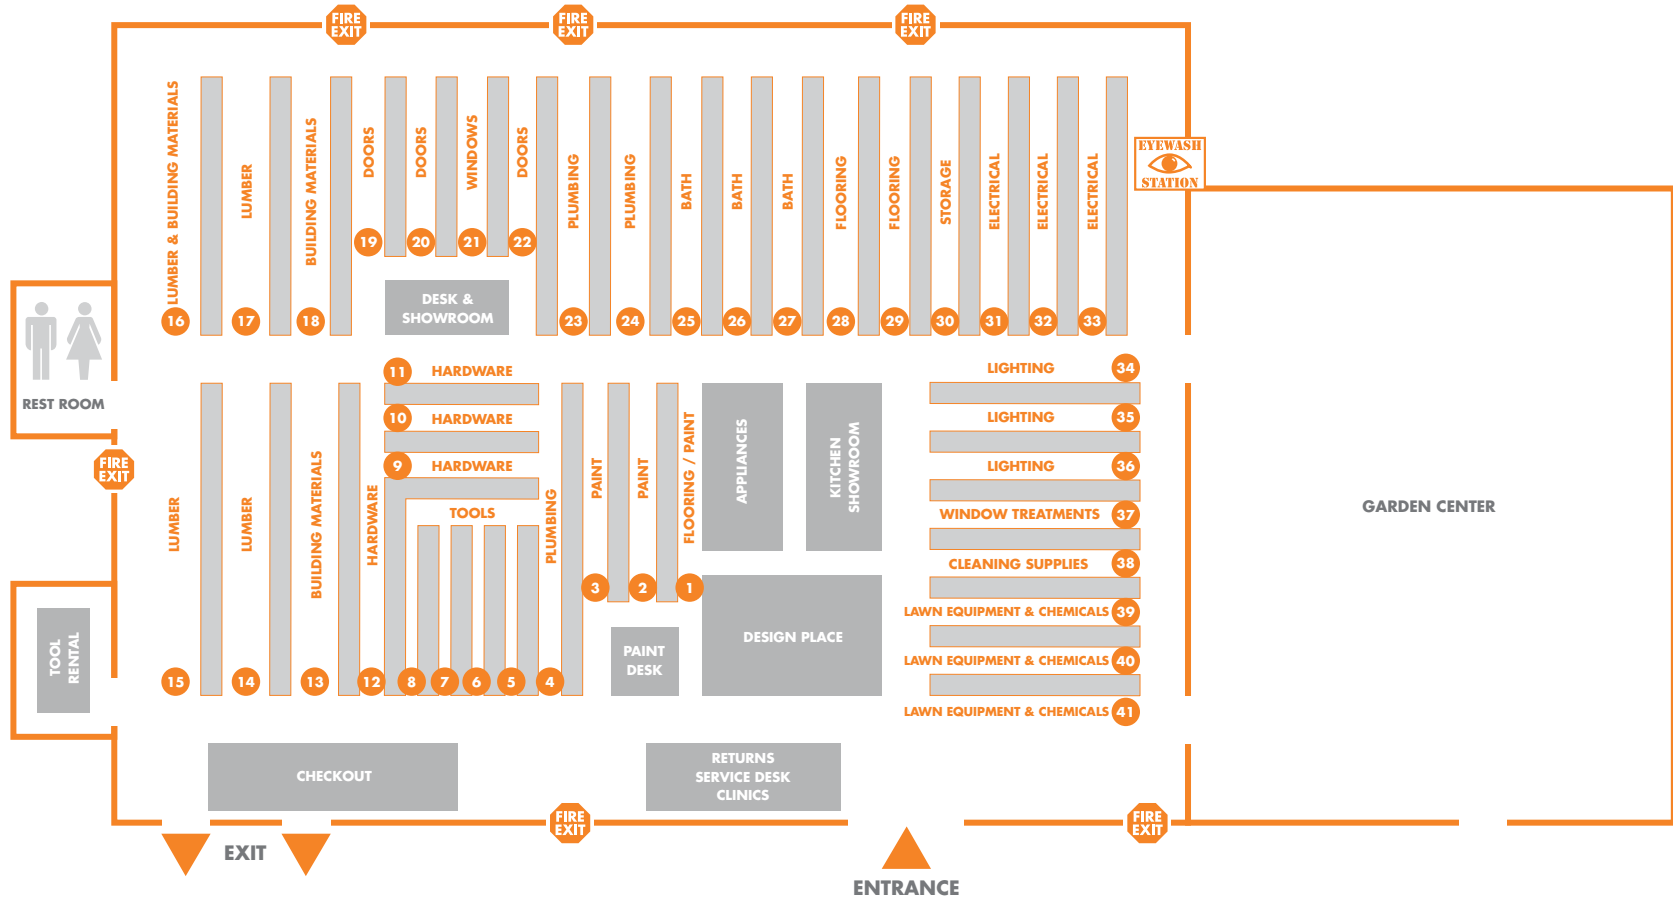 FIRE
EXIT
FIRE
EXIT
FIRE
EXIT
LUMBER & BUILDING MATERIALS
LUMBER
BUILDING MATERIALS
DOORS
DOORS
WINDOWS
DOORS
PLUMBING
PLUMBING
BATH
BATH
BATH
FLOORING
FLOORING
STORAGE
ELECTRICAL
ELECTRICAL
ELECTRICAL
EYEWASH
STATION
19
20
21
22
16
17
18
23
24
25
26
27
28
29
30
31
32
33
DESK &
SHOWROOM
REST ROOM
11
HARDWARE
10
HARDWARE
9
HARDWARE
TOOLS
LIGHTING
34
LIGHTING
35
LIGHTING
36
WINDOW TREATMENTS
37
CLEANING SUPPLIES
38
LAWN EQUIPMENT & CHEMICALS
39
LAWN EQUIPMENT & CHEMICALS
40
LAWN EQUIPMENT & CHEMICALS
41
FIRE
EXIT
LUMBER
LUMBER
BUILDING MATERIALS
HARDWARE
PLUMBING
PAINT
PAINT
FLOORING / PAINT
APPLIANCES
KITCHEN
SHOWROOM
GARDEN CENTER
3
2
1
TOOL
RENTAL
PAINT
DESK
DESIGN PLACE
15
14
13
12
8
7
6
5
4
CHECKOUT
RETURNS
SERVICE DESK
CLINICS
FIRE
EXIT
FIRE
EXIT
EXIT
ENTRANCE